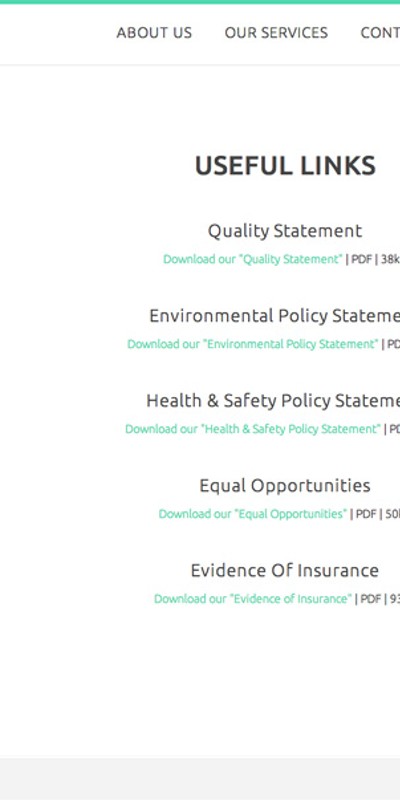 ABOUT US OUR SERVICES CONT
USEFUL LINKS
Quality Statement
Download our "Quality Statement" | PDF | 38k
Environmental Policy Stateme
Download our "Environmental Policy Statement" | PD
Health & Safety Policy Stateme
Download our "Health & Safety Policy Statement" | PD
Equal Opportunities
Download our "Equal Opportunities" | PDF | 50
Evidence Of Insurance
Download our "Evidence of Insurance" | PDF | 93